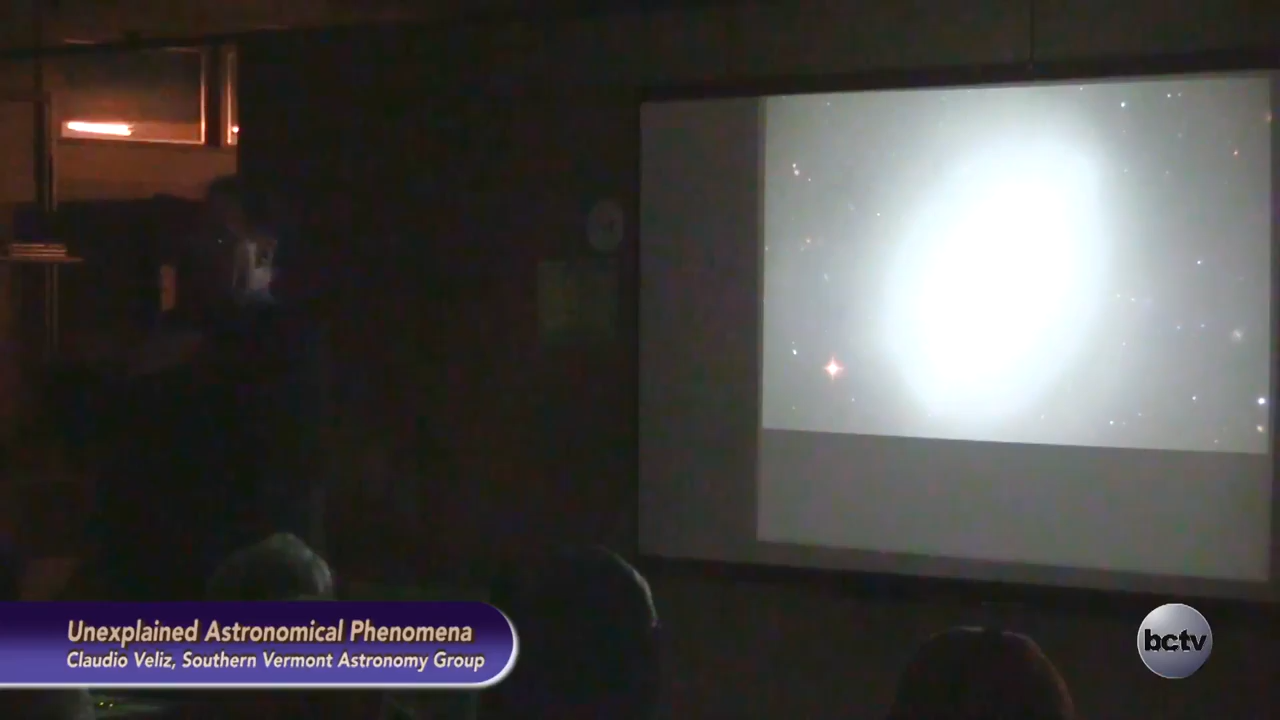 Unexplained Astronomical Phenomena
Claudio Veliz, Southern Vermont Astronomy Group
bctv